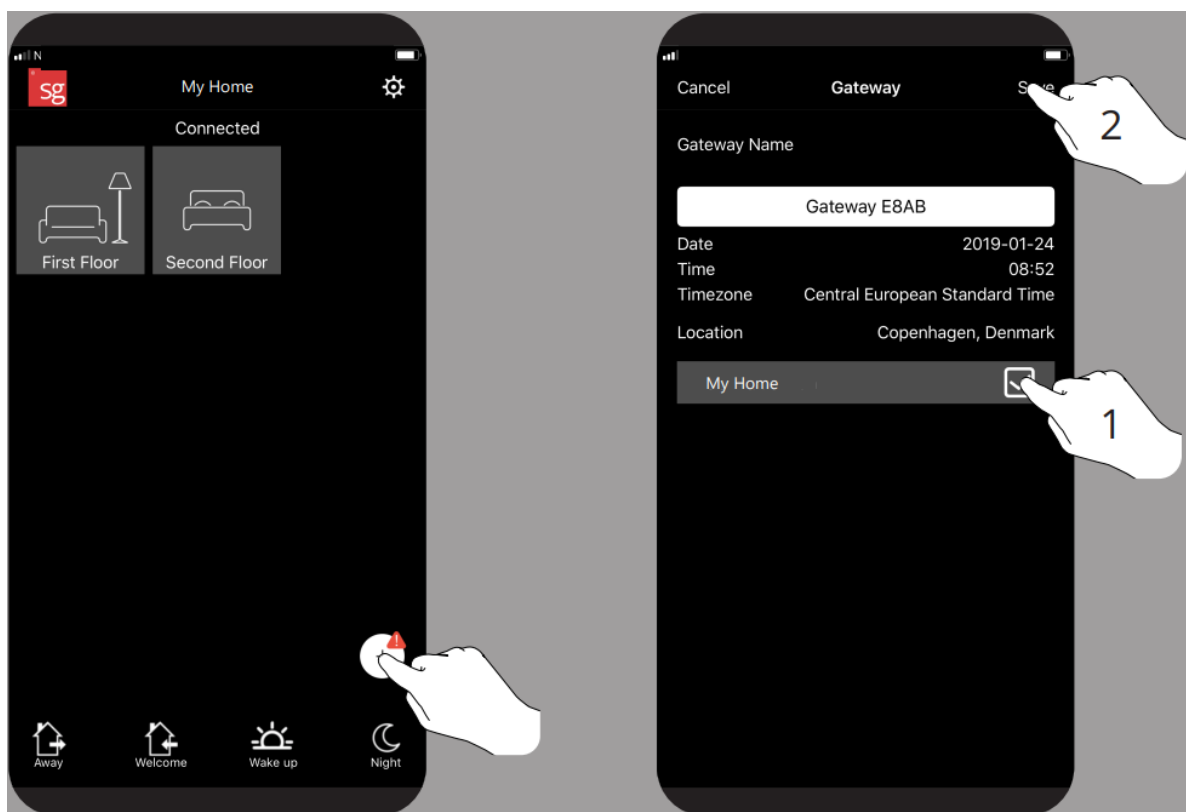 N
sg
My Home
Connected
First Floor
Second Floor
Away
Welcome
Wake up
Night
Cancel
Gateway
2
Gateway Name
Gateway E8AB
Date 2019-01-24
Time 08:52
Timezone Central European Standard Time
Location Copenhagen, Denmark
My Home
1